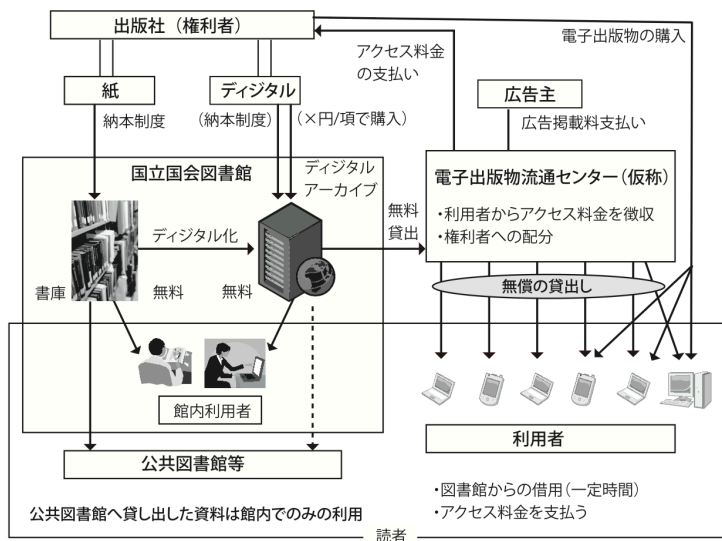 出版社（権利者）
電子出版物の購入
アクセス料金
の支払い
紙
ディジタル
広告主
納本制度
（納本制度）
（×円/項で購入）
広告掲載料支払い
国立国会図書館
ディジタル
アーカイブ
電子出版物流通センター（仮称）
・利用者からアクセス料金を徴収
・権利者への配分
無料
貸出
ディジタル化
書庫
無料
無料
無償の貸出し
館内利用者
利用者
公共図書館等
・図書館からの借用（一定時間）
・アクセス料金を支払う
公共図書館へ貸し出した資料は館内でのみの利用
読者